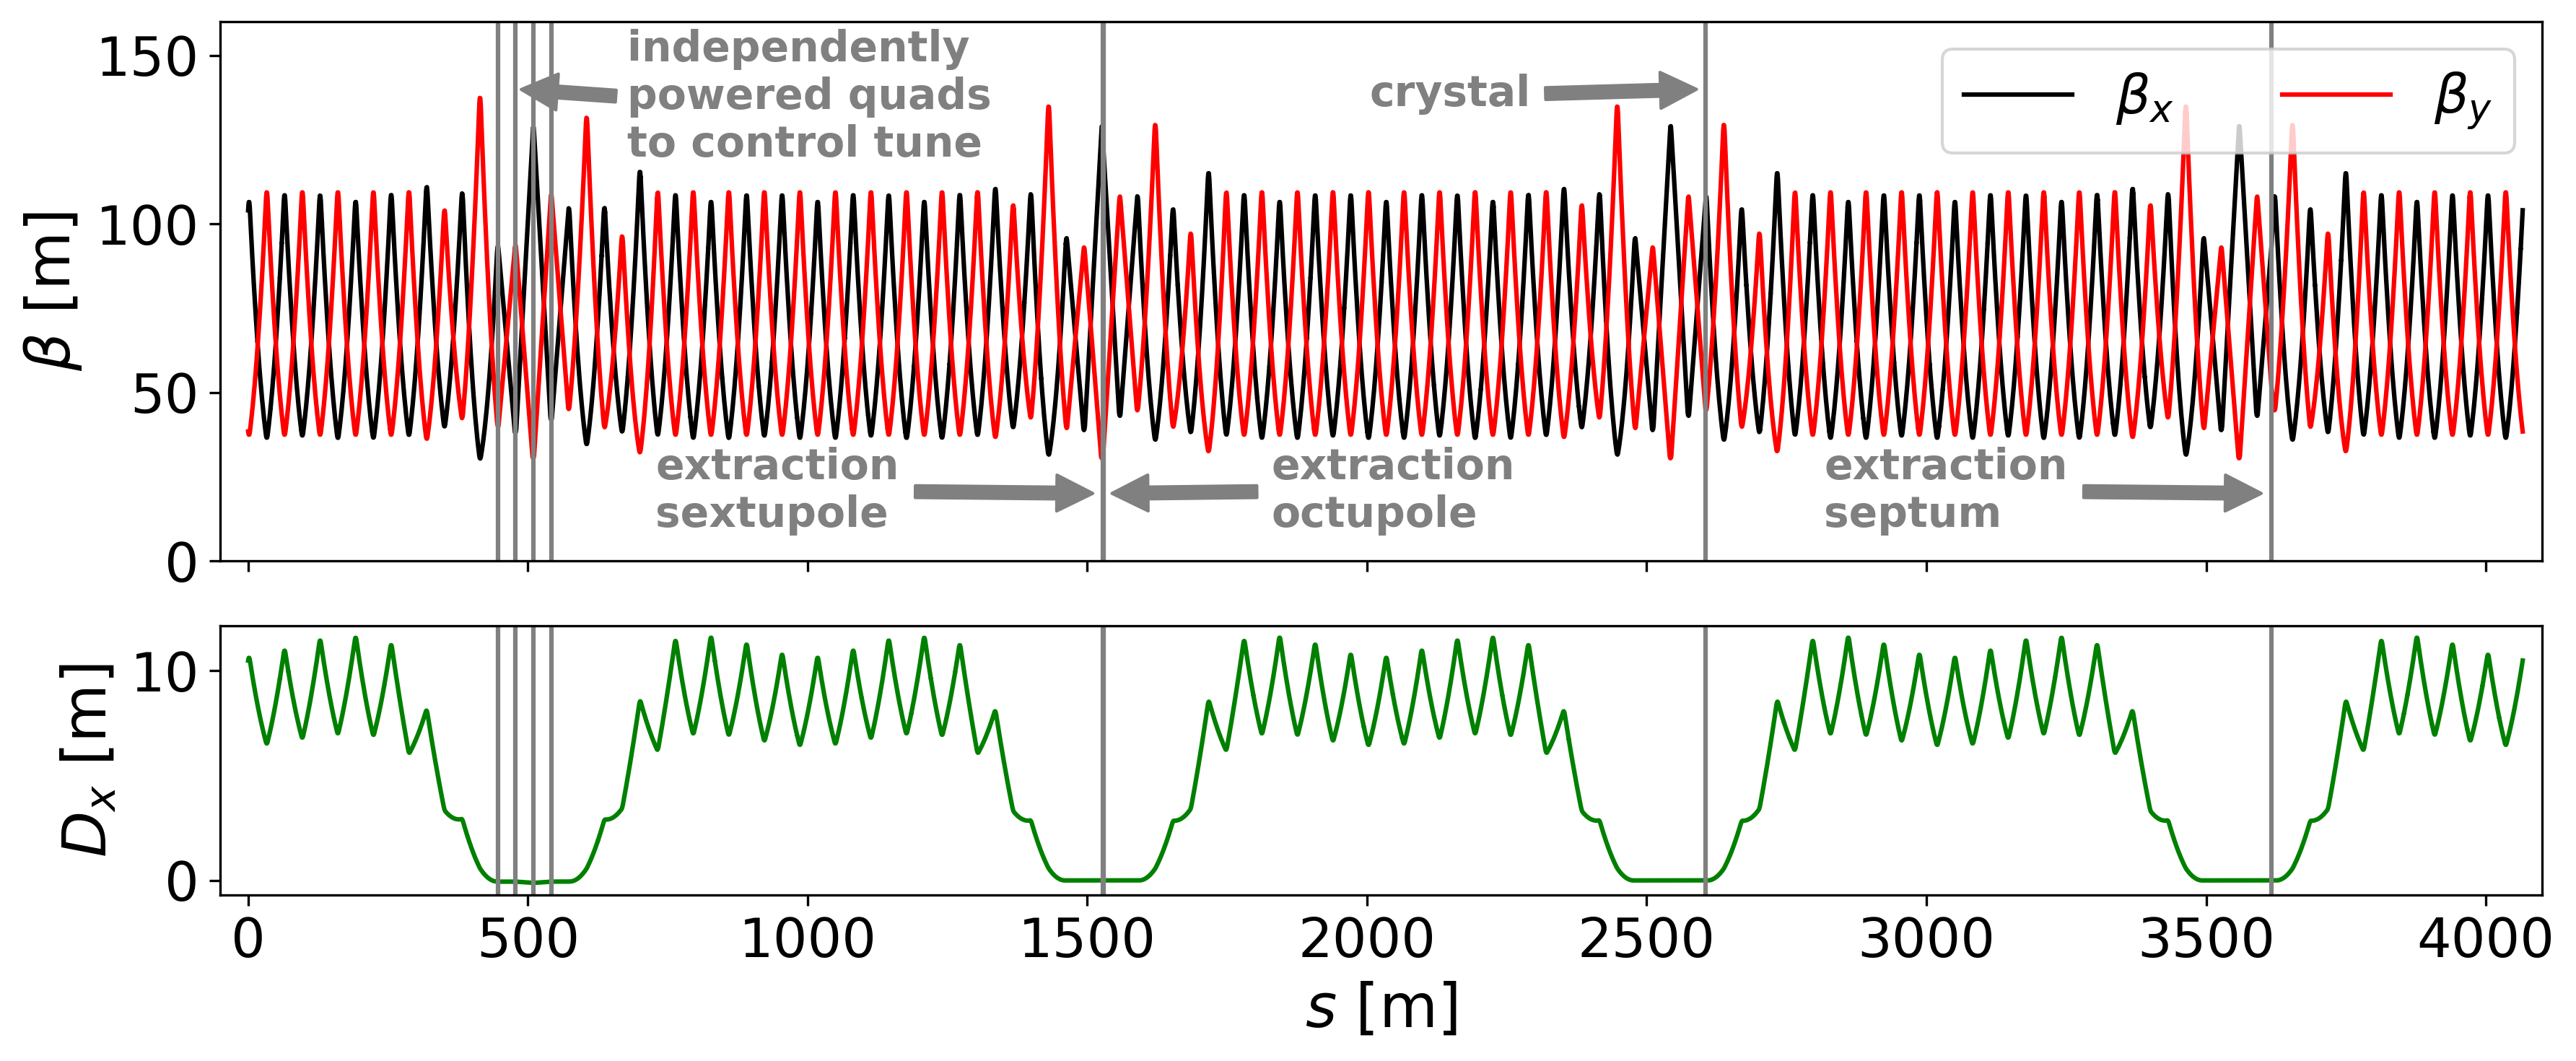 independently
powered quads
to control tune
crystal
βx
βy
150
100
50
0
β [m]
extraction
sextupole
extraction
octupole
extraction
septum
10
0
Dx [m]
0
500
1000
1500
2000
2500
3000
3500
4000
s [m]